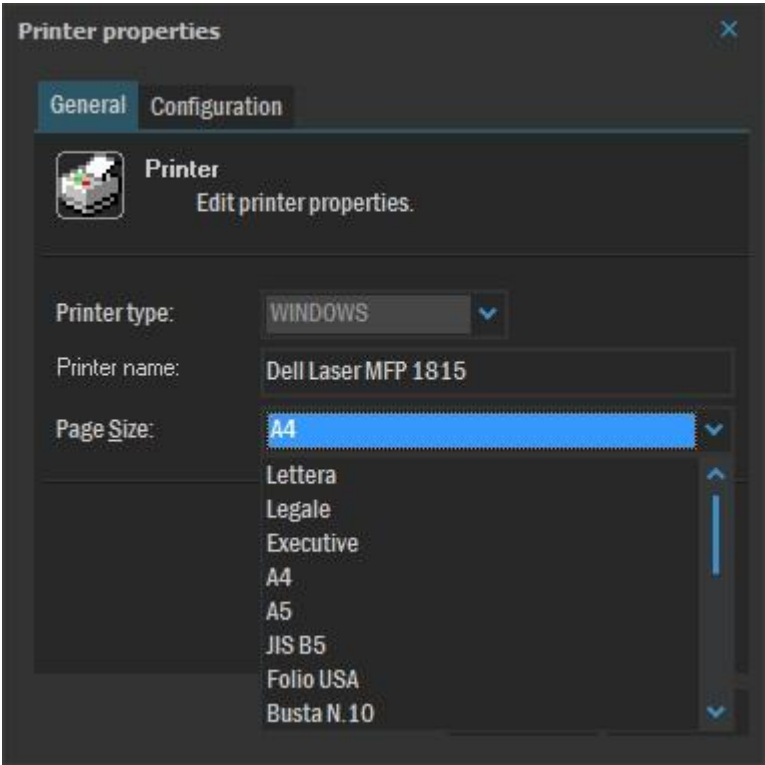 Printer properties
General Configuration
Printer
Edit printer properties.
Printer type: WINDOWS
Printer name: Dell Laser MFP 1815
Page Size: A4
Lettera
Legale
Executive
A4
A5
JIS B5
Folio USA
Busta N.10